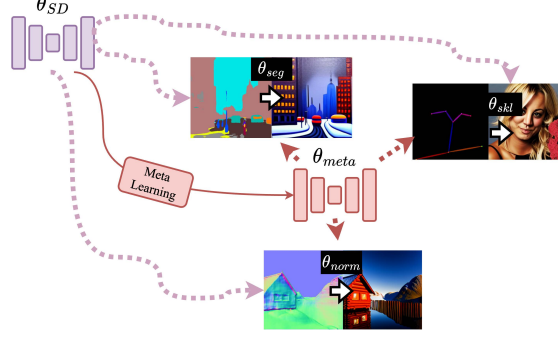 θ_SD
θ_seg
θ_skl
θ_meta
Meta
Learning
θ_norm